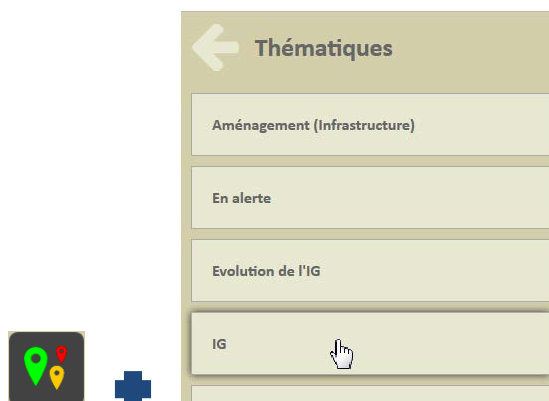 Thématiques
Aménagement (Infrastructure)
En alerte
Evolution de l'IG
IG